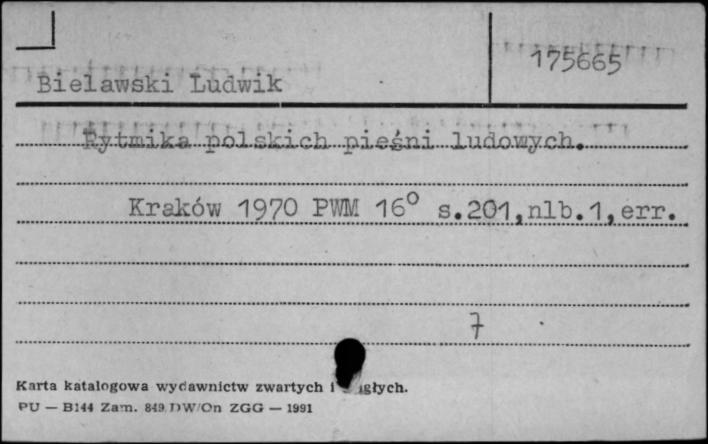 175665
Bielawski Ludwik
Rytmika polskich pieśni ludowych.
Kraków 1970 PWM 16° s.201,nlb.1,err.
7
Karta katalogowa wydawnictw zwartych i
PU — B144 Zam. 849 DW/On ZGG — 1991